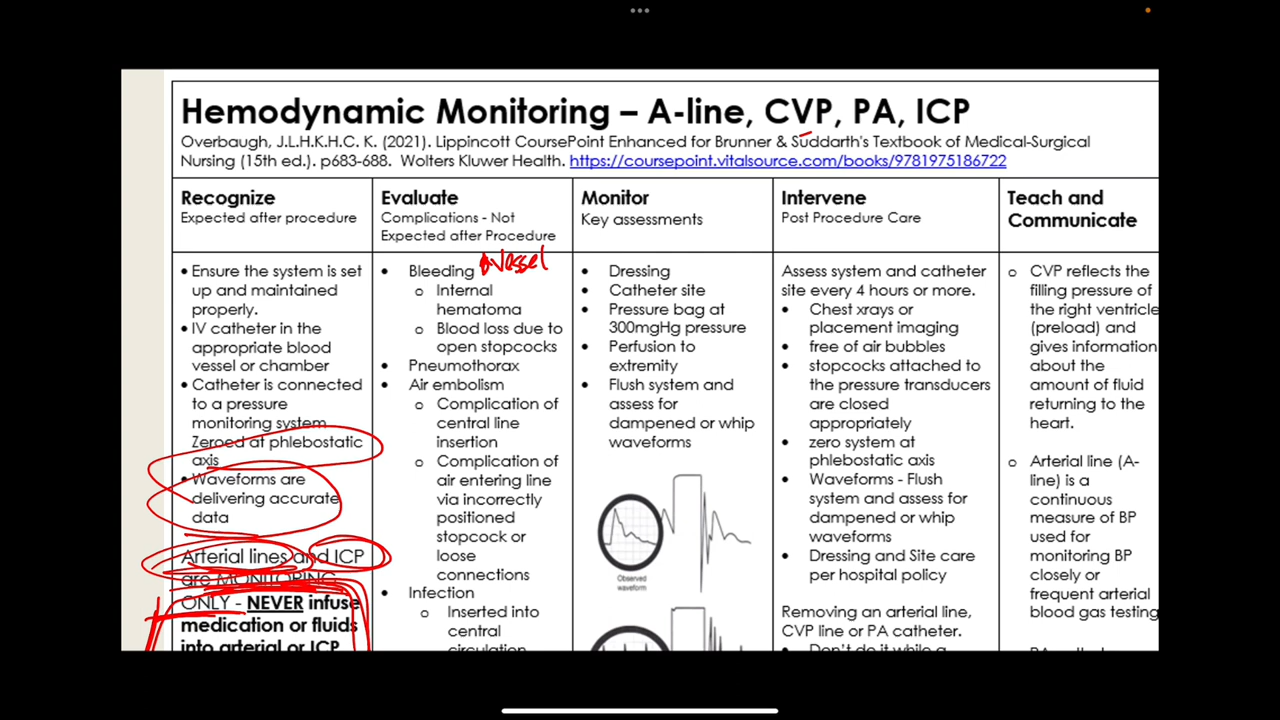 Hemodynamic Monitoring – A-line, CVP, PA, ICP
Overbaugh, J.L.H.K.H.C. K. (2021). Lippincott CoursePoint Enhanced for Brunner & Suddarth's Textbook of Medical-Surgical
Nursing (15th ed.). p683-688. Wolters Kluwer Health. https://coursepoint.vitalsource.com/books/9781975186722
Recognize
Expected after procedure
Evaluate
Complications - Not
Expected after Procedure
Monitor
Key assessments
Intervene
Post Procedure Care
Teach and
Communicate
• Ensure the system is set
up and maintained
properly.
• IV catheter in the
appropriate blood
vessel or chamber
• Catheter is connected
to a pressure
monitoring system
Zeroed at phlebostatic
axis
• Waveforms are
delivering accurate
data
Arterial lines and ICP
are MONITORING
ONLY - NEVER infuse
medication or fluids
into arterial or ICP
• Bleeding vessel
o Internal
hematoma
o Blood loss due to
open stopcocks
• Pneumothorax
• Air embolism
o Complication of
central line
insertion
o Complication of
air entering line
via incorrectly
positioned
stopcock or
loose
connections
• Infection
o Inserted into
central
circulation
• Dressing
• Catheter site
• Pressure bag at
300mgHg pressure
• Perfusion to
extremity
• Flush system and
assess for
dampened or whip
waveforms
Observed
waveform
Assess system and catheter
site every 4 hours or more.
• Chest xrays or
placement imaging
• free of air bubbles
• stopcocks attached to
the pressure transducers
are closed
appropriately
• zero system at
phlebostatic axis
• Waveforms - Flush
system and assess for
dampened or whip
waveforms
• Dressing and Site care
per hospital policy
Removing an arterial line,
CVP line or PA catheter.
• Don't do it while a
o CVP reflects the
filling pressure of
the right ventricle
(preload) and
gives information
about the
amount of fluid
returning to the
heart.
o Arterial line (A-
line) is a
continuous
measure of BP
used for
monitoring BP
closely or
frequent arterial
blood gas testing